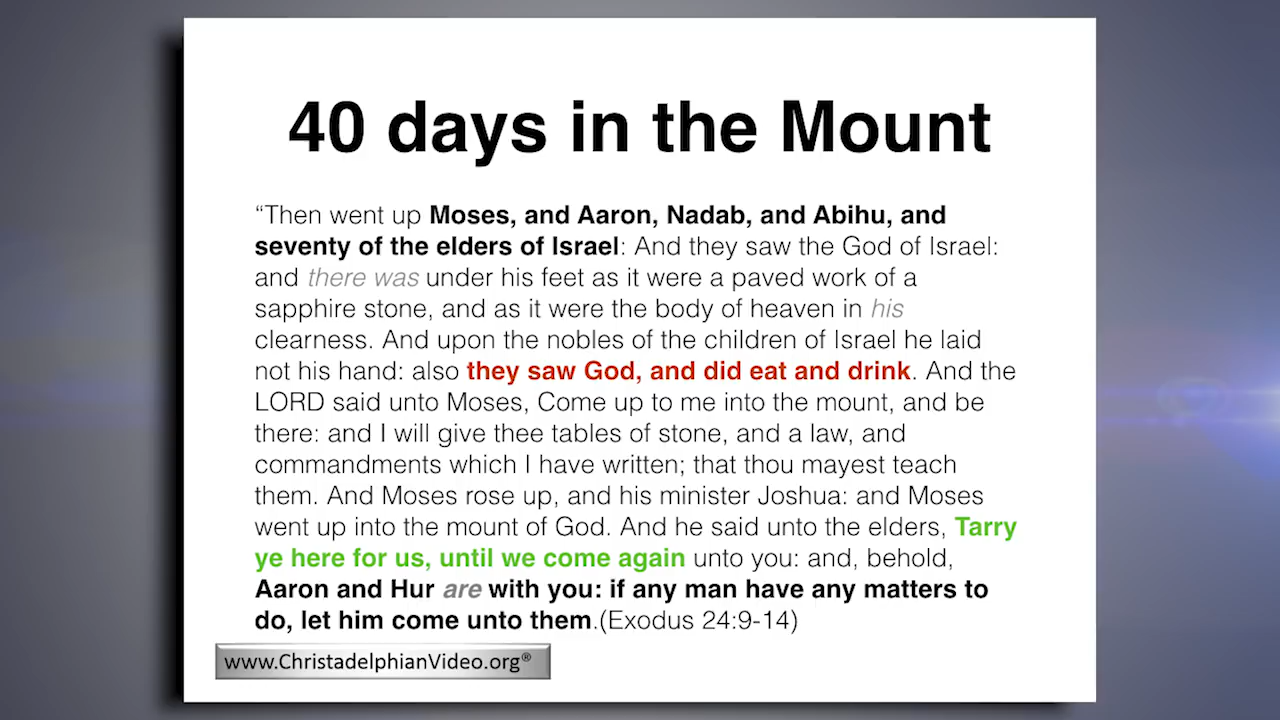 40 days in the Mount
“Then went up Moses, and Aaron, Nadab, and Abihu, and
seventy of the elders of Israel: And they saw the God of Israel:
and there was under his feet as it were a paved work of a
sapphire stone, and as it were the body of heaven in his
clearness. And upon the nobles of the children of Israel he laid
not his hand: also they saw God, and did eat and drink. And the
LORD said unto Moses, Come up to me into the mount, and be
there: and I will give thee tables of stone, and a law, and
commandments which I have written; that thou mayest teach
them. And Moses rose up, and his minister Joshua: and Moses
went up into the mount of God. And he said unto the elders, Tarry
ye here for us, until we come again unto you: and, behold,
Aaron and Hur are with you: if any man have any matters to
do, let him come unto them.(Exodus 24:9-14)
www.ChristadelphianVideo.org®